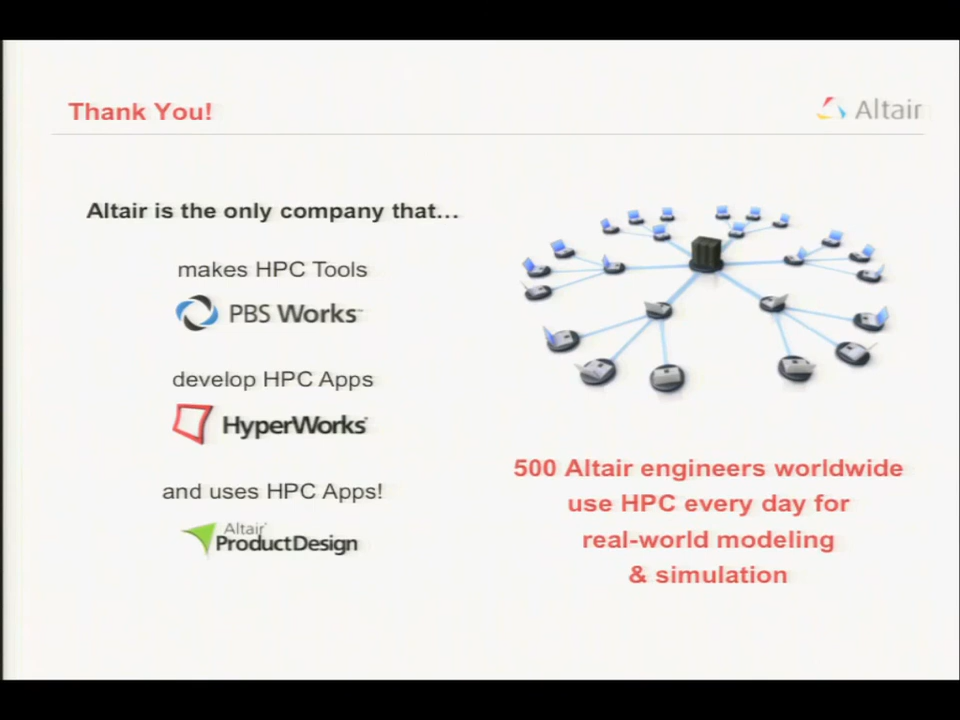 Thank You!
Altair
Altair is the only company that…
makes HPC Tools
PBS Works™
develop HPC Apps
HyperWorks
and uses HPC Apps!
Altair
ProductDesign
500 Altair engineers worldwide
use HPC every day for
real-world modeling
& simulation